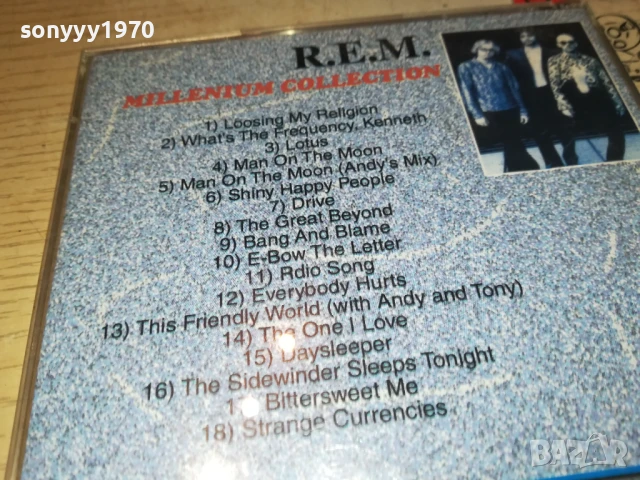 sonyyy1970
R.E.M.
MILLENIUM COLLECTION
1) Loosing My Religion
2) What's The Frequency, Kenneth
3) Lotus
4) Man On The Moon
5) Man On The Moon (Andy's Mix)
6) Shiny Happy People
7) Drive
8) The Great Beyond
9) Bang And Blame
10) E-Bow The Letter
11) Rdio Song
12) Everybody Hurts
13) This Friendly World (with Andy and Tony)
14) The One I Love
15) Daysleeper
16) The Sidewinder Sleeps Tonight
1 Bittersweet Me
18) Strange Currencies
BAZAR